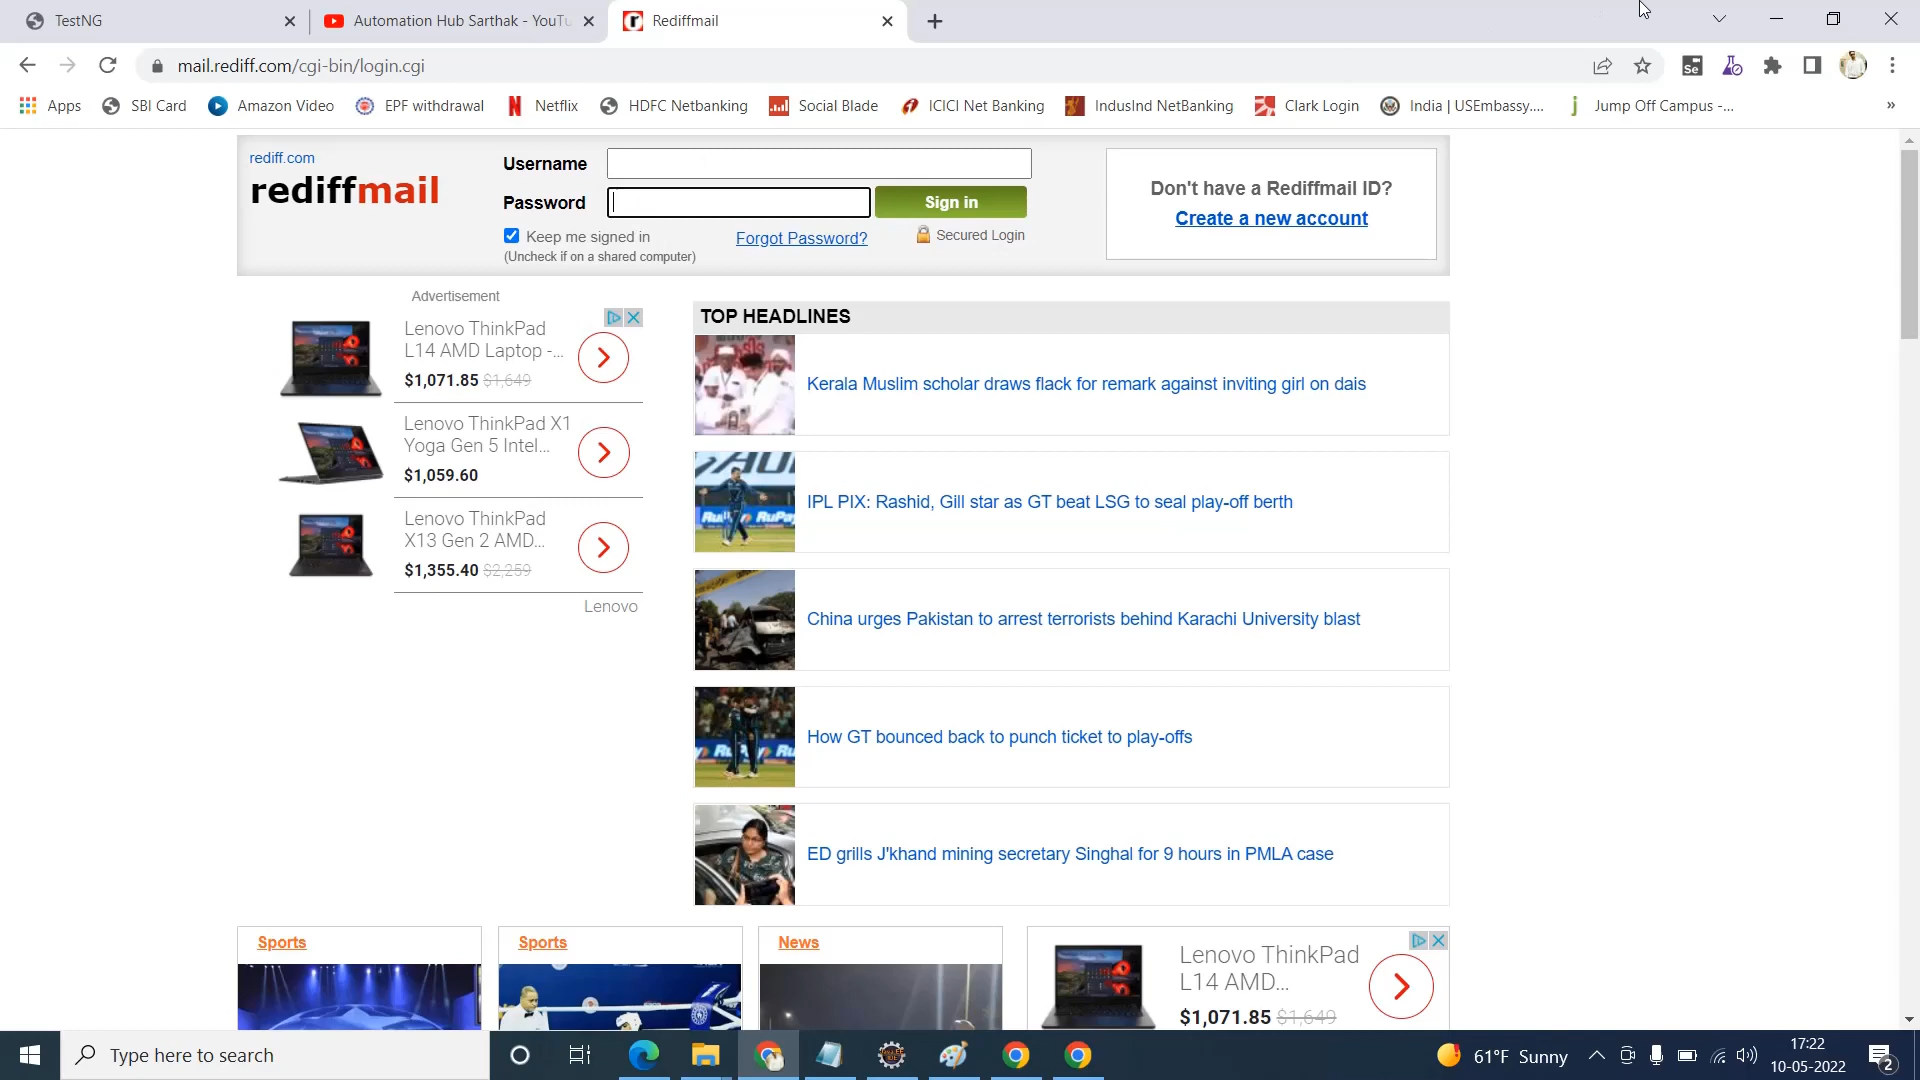 TestNG
Automation Hub Sarthak - YouTu
Rediffmail
mail.rediff.com/cgi-bin/login.cgi
Apps
SBI Card
Amazon Video
EPF withdrawal
Netflix
HDFC Netbanking
Social Blade
ICICI Net Banking
IndusInd NetBanking
Clark Login
India | USEmbassy....
Jump Off Campus -...
»
rediff.com
rediffmail
Username
Password
Sign in
Keep me signed in
(Uncheck if on a shared computer)
Forgot Password?
Secured Login
Don't have a Rediffmail ID?
Create a new account
Advertisement
Lenovo ThinkPad
L14 AMD Laptop -...
$1,071.85 $1,649
Lenovo ThinkPad X1
Yoga Gen 5 Intel...
$1,059.60
Lenovo ThinkPad
X13 Gen 2 AMD...
$1,355.40 $2,259
Lenovo
TOP HEADLINES
Kerala Muslim scholar draws flack for remark against inviting girl on dais
IPL PIX: Rashid, Gill star as GT beat LSG to seal play-off berth
China urges Pakistan to arrest terrorists behind Karachi University blast
How GT bounced back to punch ticket to play-offs
ED grills J'khand mining secretary Singhal for 9 hours in PMLA case
Sports
Sports
News
Lenovo ThinkPad
L14 AMD...
$1,071.85 $1,649
Type here to search
61°F Sunny
17:22
10-05-2022
2